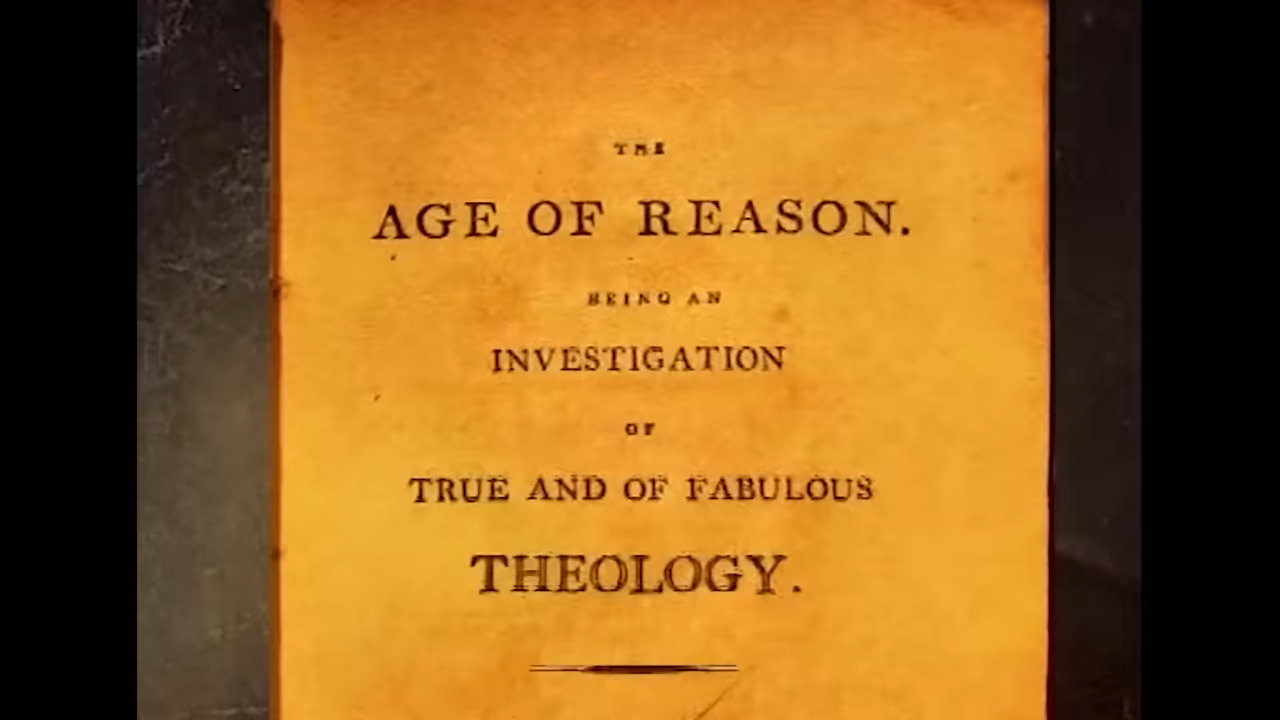 THE
AGE OF REASON.
BEING AN
INVESTIGATION
OF
TRUE AND OF FABULOUS
THEOLOGY.